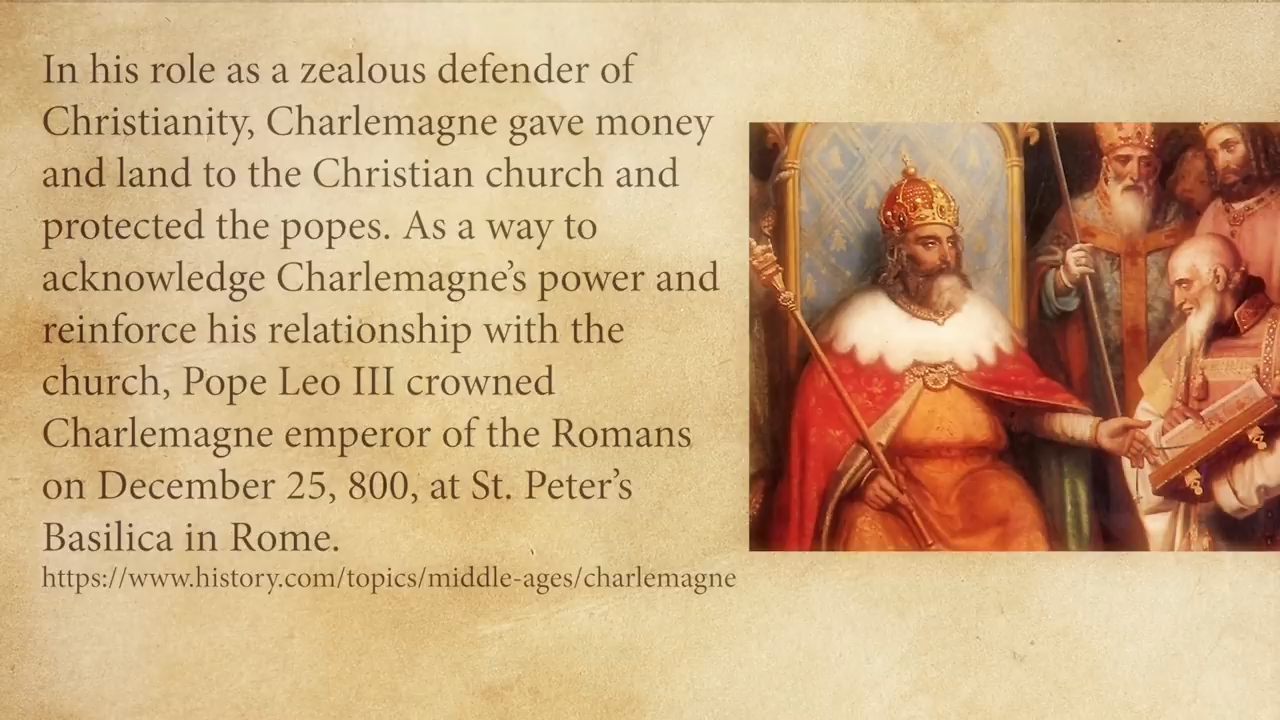 In his role as a zealous defender of
Christianity, Charlemagne gave money
and land to the Christian church and
protected the popes. As a way to
acknowledge Charlemagne’s power and
reinforce his relationship with the
church, Pope Leo III crowned
Charlemagne emperor of the Romans
on December 25, 800, at St. Peter’s
Basilica in Rome.
https://www.history.com/topics/middle-ages/charlemagne